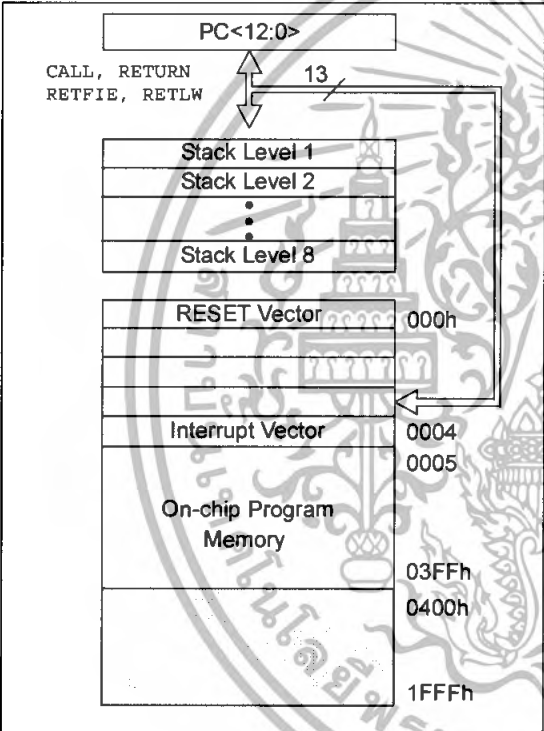 PC<12:0>
CALL, RETURN
RETFIE, RETLW
13
Stack Level 1
Stack Level 2
Stack Level 8
RESET Vector
000h
Interrupt Vector
0004
0005
On-chip Program
Memory
03FFh
0400h
1FFFh